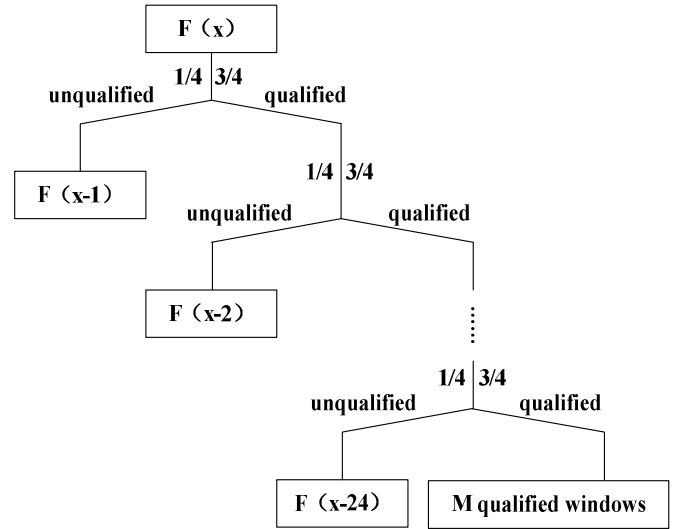 F（x）
1/4 3/4
unqualified qualified
F（x-1）
1/4 3/4
unqualified qualified
F（x-2）
......
1/4 3/4
unqualified qualified
F（x-24）
M qualified windows